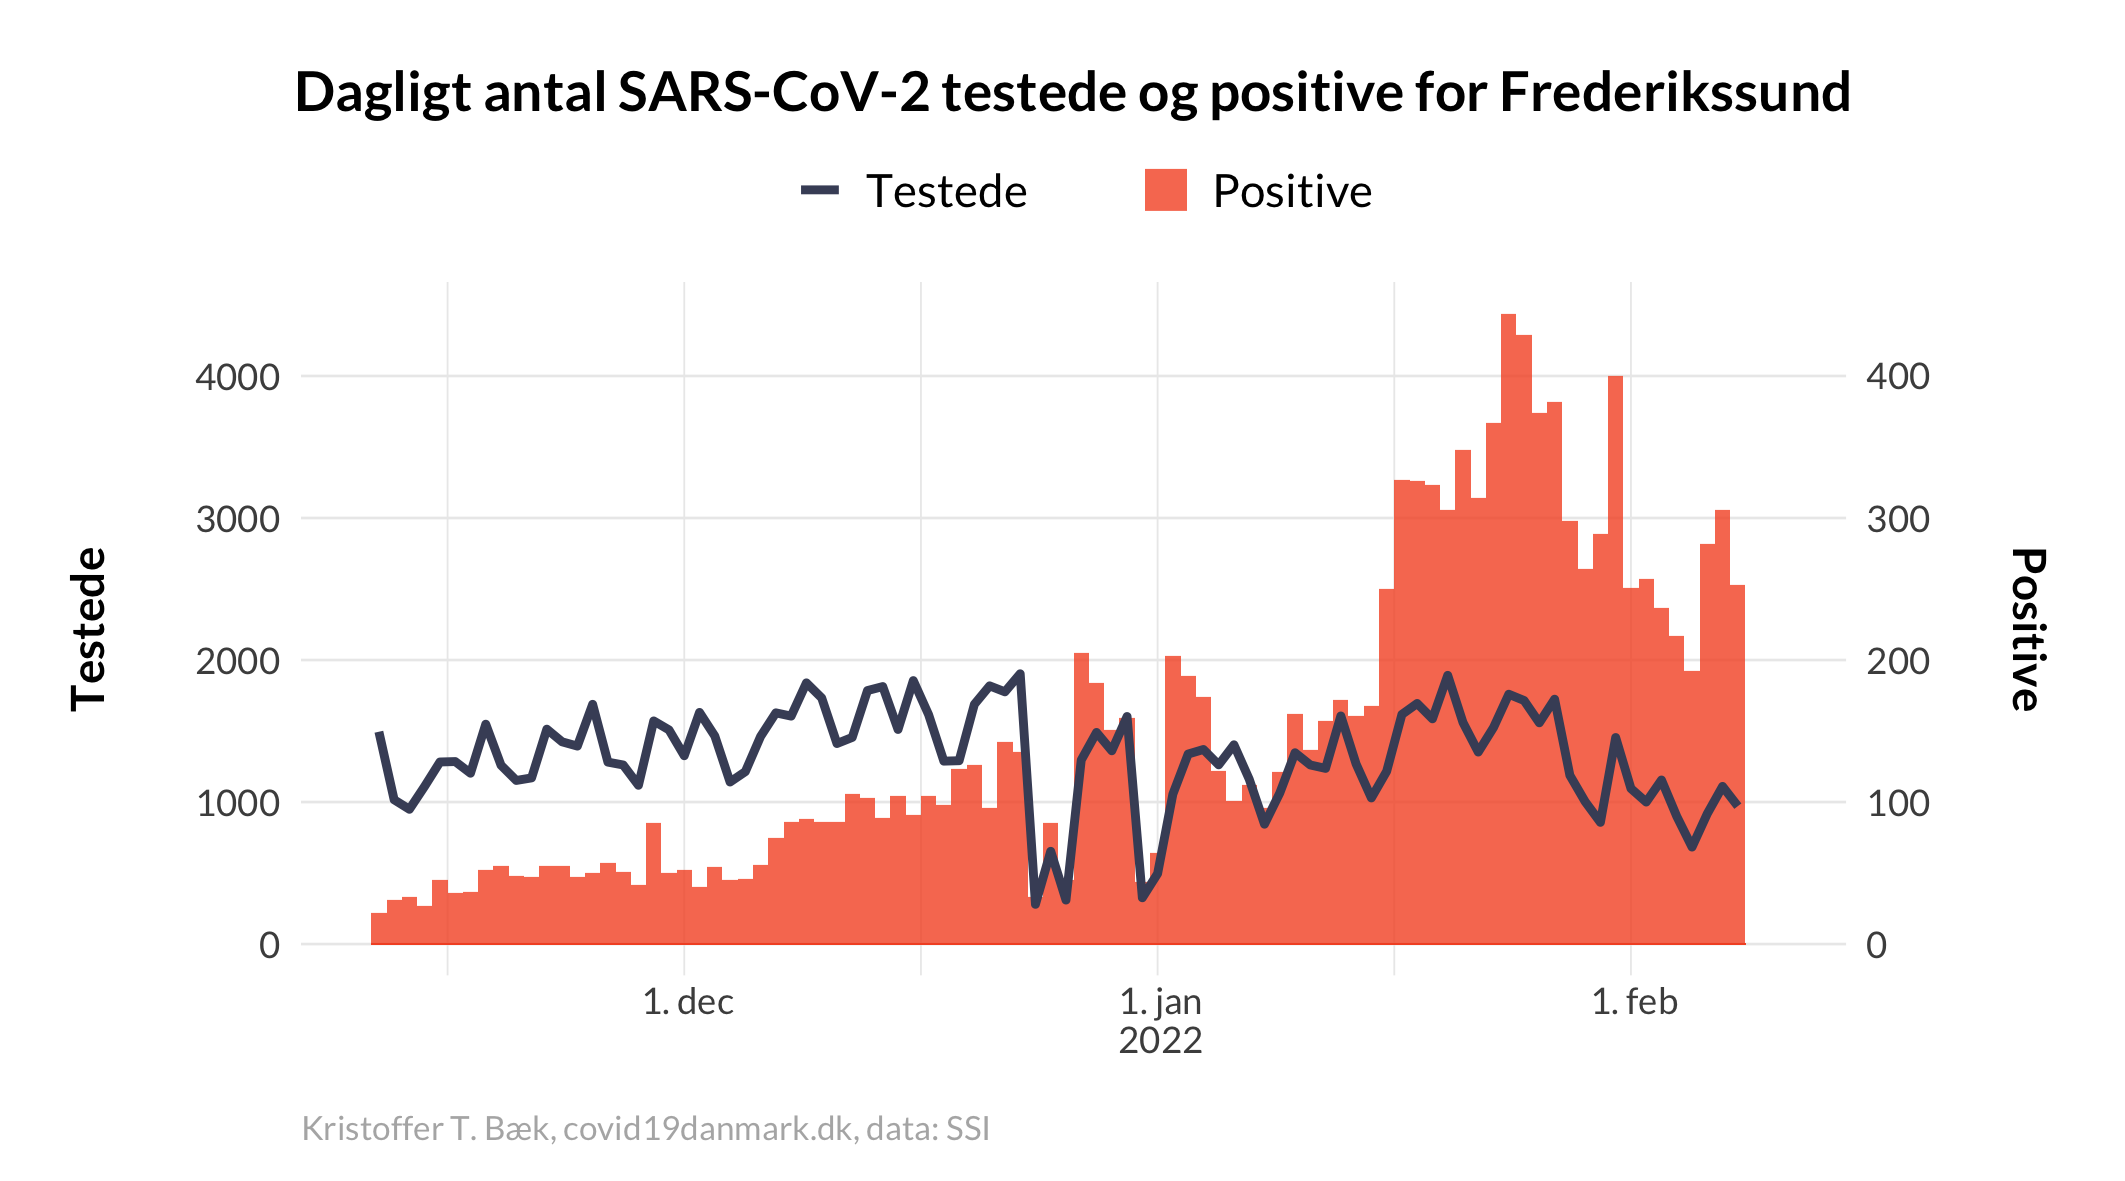 Dagligt antal SARS-CoV-2 testede og positive for Frederikssund
Testede
Positive
4000
3000
2000
1000
0
Testede
400
300
200
100
0
Positive
1. dec
1. jan
2022
1. feb
Kristoffer T. Bæk, covid19danmark.dk, data: SSI